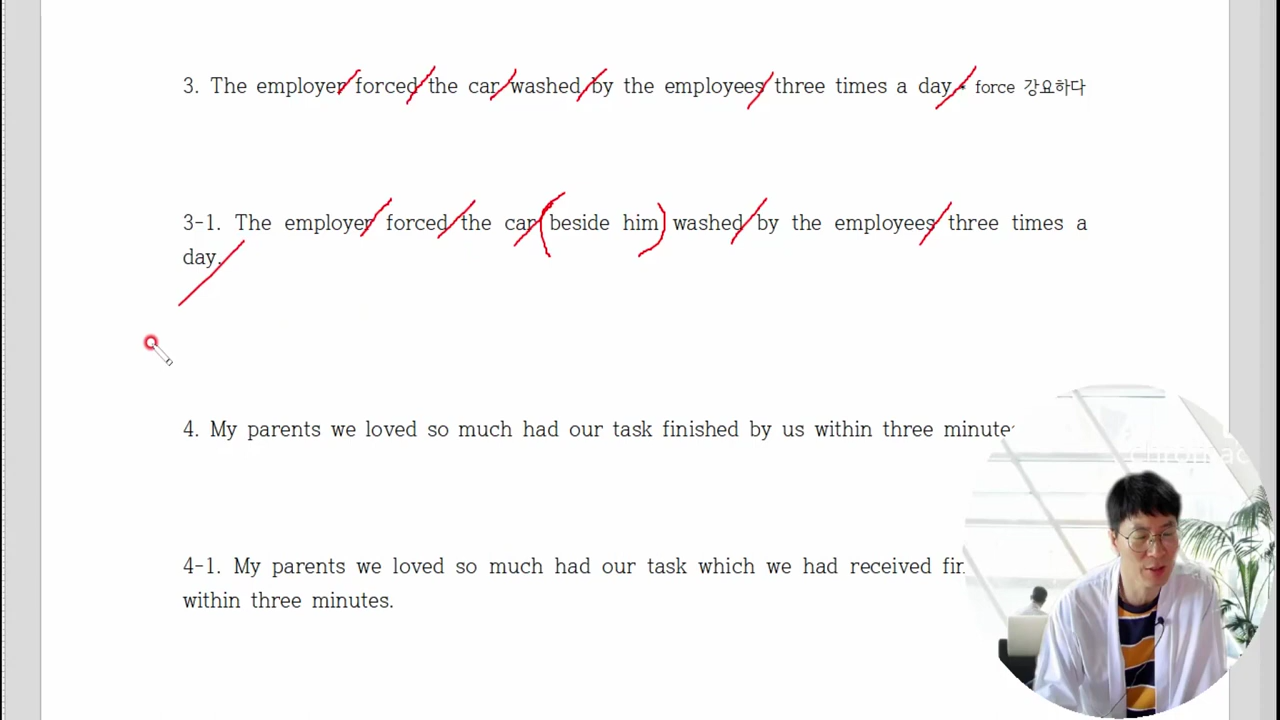 3. The employer forced the car washed by the employees three times a day. force 강요하다
3-1. The employer forced the car (beside him) washed by the employees three times a
day.
4. My parents we loved so much had our task finished by us within three
4-1. My parents we loved so much had our task which we had received
within three minutes.